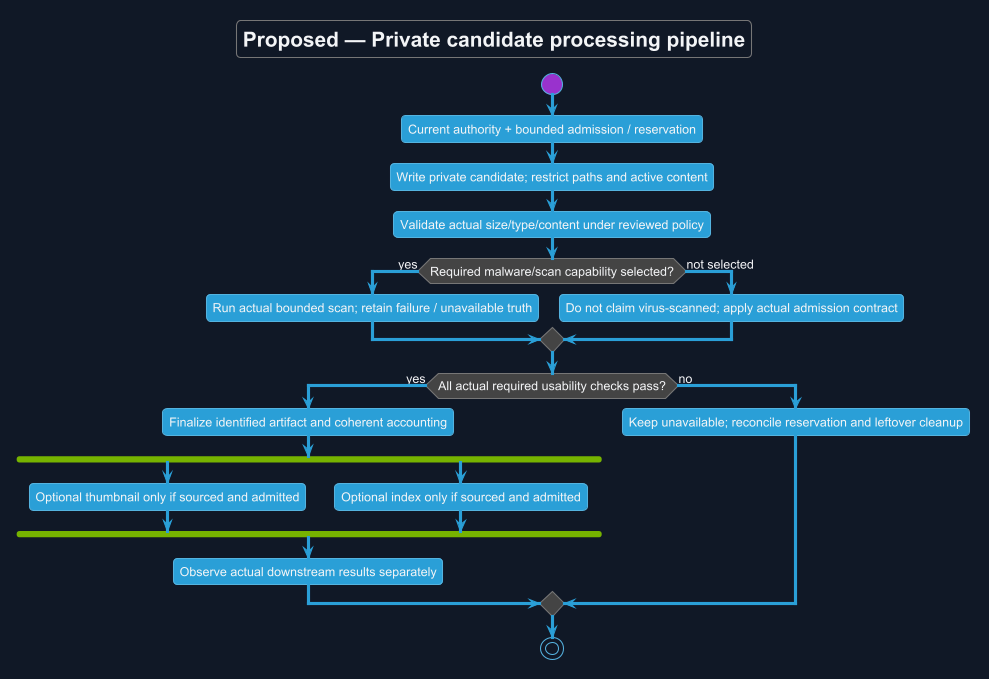 Proposed — Private candidate processing pipeline
Current authority + bounded admission / reservation
Write private candidate; restrict paths and active content
Validate actual size/type/content under reviewed policy
yes
Required malware/scan capability selected?
not selected
Run actual bounded scan; retain failure / unavailable truth
Do not claim virus-scanned; apply actual admission contract
yes
All actual required usability checks pass?
no
Finalize identified artifact and coherent accounting
Keep unavailable; reconcile reservation and leftover cleanup
Optional thumbnail only if sourced and admitted
Optional index only if sourced and admitted
Observe actual downstream results separately